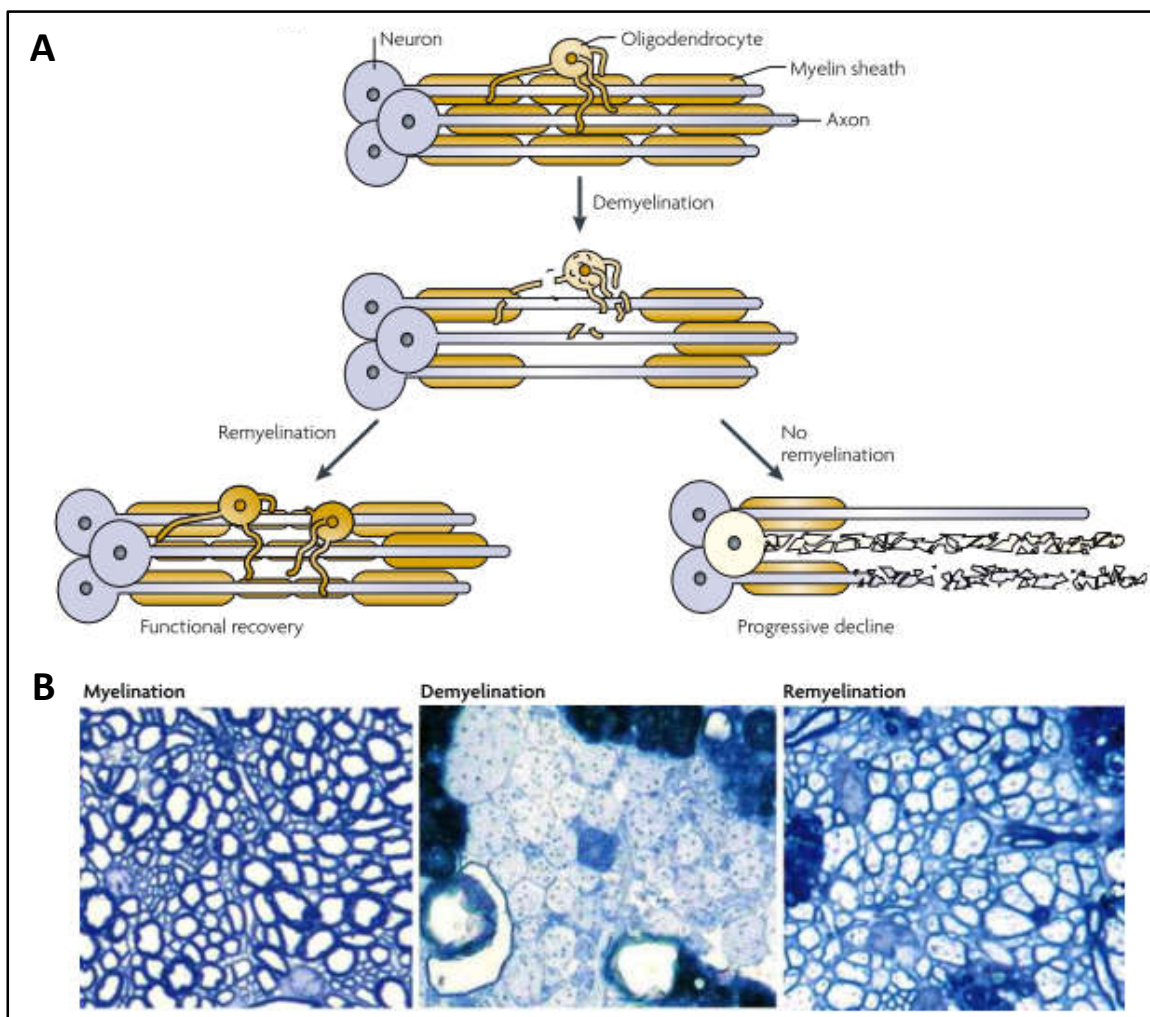 A
Neuron
Oligodendrocyte
Myelin sheath
Axon
Demyelination
Remyelination
No
remyelination
Functional recovery
Progressive decline
B
Myelination
Demyelination
Remyelination